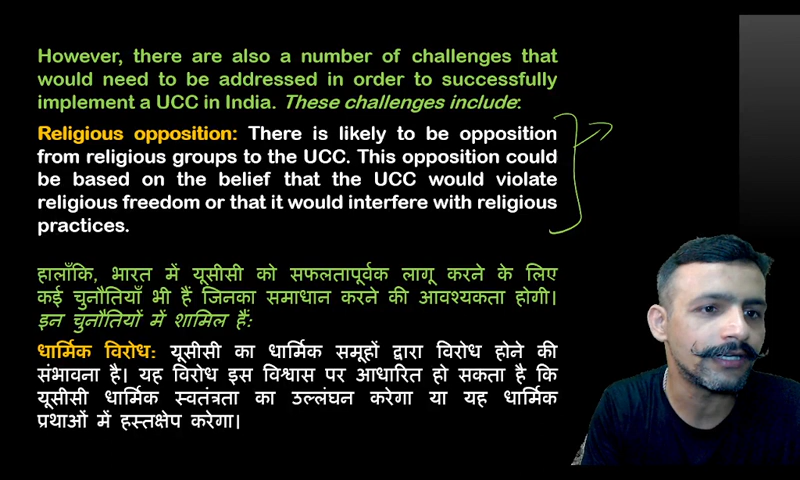 However, there are also a number of challenges that
would need to be addressed in order to successfully
implement a UCC in India. These challenges include:
Religious opposition: There is likely to be opposition
from religious groups to the UCC. This opposition could
be based on the belief that the UCC would violate
religious freedom or that it would interfere with religious
practices.
हालाँकि, भारत में यूसीसी को सफलतापूर्वक लागू करने के लिए
कई चुनौतियाँ भी हैं जिनका समाधान करने की आवश्यकता होगी।
इन चुनौतियों में शामिल हैं:
धार्मिक विरोध: यूसीसी का धार्मिक समूहों द्वारा विरोध होने की
संभावना है। यह विरोध इस विश्वास पर आधारित हो सकता है कि
यूसीसी धार्मिक स्वतंत्रता का उल्लंघन करेगा या यह धार्मिक
प्रथाओं में हस्तक्षेप करेगा।